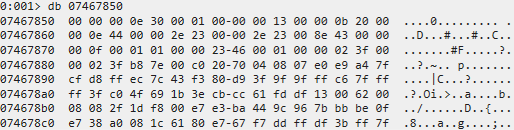 0:001> db 07467850
07467850  00 00 00 0e 30 00 01 00-00 00 13 00 00 0b 20 00  ....0......... .
07467860  00 0e 44 00 00 2e 23 00-00 2e 23 00 8e 43 00 00  ..D...#...#..C..
07467870  00 0f 00 01 01 00 00 23-46 00 01 00 00 02 3f 00  .......#F.....?.
07467880  00 02 3f b8 7e 00 c0 20-70 04 08 07 e0 e9 a4 7f  ..?.~.. p.......
07467890  cf d8 ff ec 7c 43 f3 80-d9 3f 9f 9f ff c6 7f ff  ....|C...?......
074678a0  ff 3f c0 4f 69 1b 3e cb-cc 61 fd df 13 00 62 00  .?.Oi.>..a....b.
074678b0  08 08 2f 1d f8 00 e7 e3-ba 44 9c 96 7b bb be 0f  ../......D..{...
074678c0  e7 38 a0 08 1c 61 80 e7-67 f7 dd ff df 3b ff 7f  .8...a..g....;..